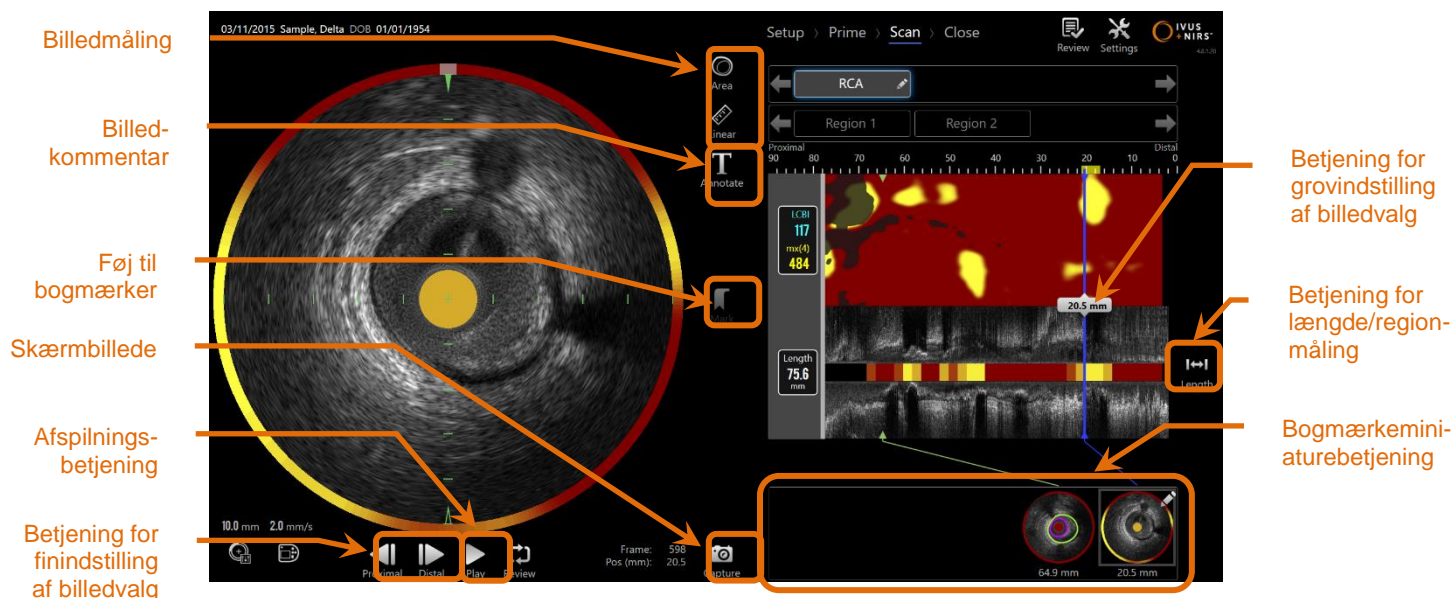 Billedmåling
Billed-
kommentar
Føj til
bogmærker
Skærmbillede
Afspilnings-
betjening
Betjening for
finindstilling
af billedvalg
03/11/2015 Sample, Delta DOB 01/01/1954
Area
Linear
T
Annotate
Mark
10.0 mm 2.0 mm/s
Proximal Distal Play Review
Frame: 598
Pos (mm): 20.5
Capture
Setup > Prime > Scan > Close
Review
Settings
IVUS
+NIRS
4.8.1.20
RCA
Region 1 Region 2
Proximal Distal
90 80 70 60 50 40 30 20 10 0
LCBI
117
mx(4)
484
20.5 mm
Length
75.6
mm
Length
64.9 mm 20.5 mm
Betjening for
grovindstilling
af billedvalg
Betjening for
længde/region-
måling
Bogmærkemini-
aturebetjening